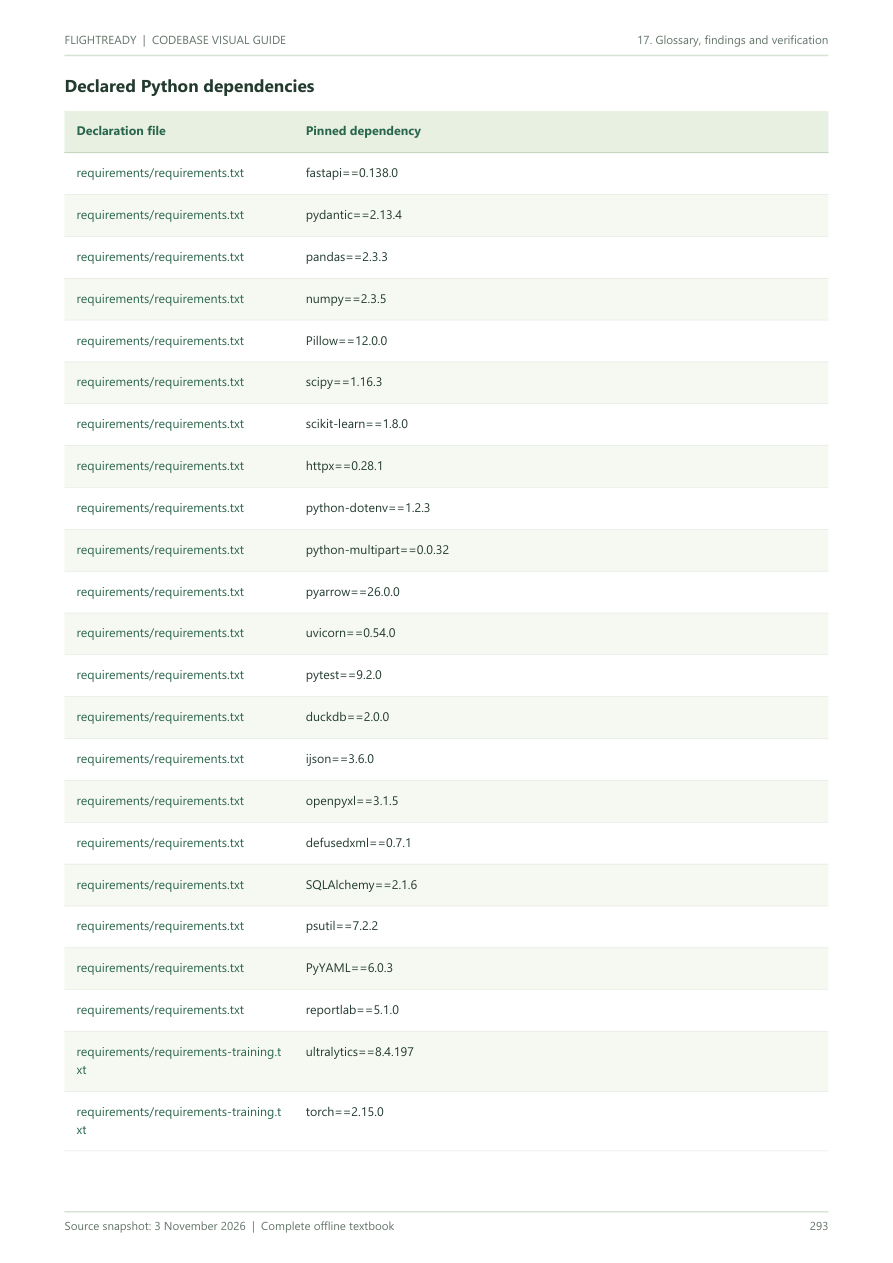 FLIGHTREADY | CODEBASE VISUAL GUIDE 17. Glossary, findings and verification
Declared Python dependencies
Declaration file Pinned dependency
requirements/requirements.txt fastapi==0.138.0
requirements/requirements.txt pydantic==2.13.4
requirements/requirements.txt pandas==2.3.3
requirements/requirements.txt numpy==2.3.5
requirements/requirements.txt Pillow==12.0.0
requirements/requirements.txt scipy==1.16.3
requirements/requirements.txt scikit-learn==1.8.0
requirements/requirements.txt httpx==0.28.1
requirements/requirements.txt python-dotenv==1.2.3
requirements/requirements.txt python-multipart==0.0.32
requirements/requirements.txt pyarrow==26.0.0
requirements/requirements.txt uvicorn==0.54.0
requirements/requirements.txt pytest==9.2.0
requirements/requirements.txt duckdb==2.0.0
requirements/requirements.txt ijson==3.6.0
requirements/requirements.txt openpyxl==3.1.5
requirements/requirements.txt defusedxml==0.7.1
requirements/requirements.txt SQLAlchemy==2.1.6
requirements/requirements.txt psutil==7.2.2
requirements/requirements.txt PyYAML==6.0.3
requirements/requirements.txt reportlab==5.1.0
requirements/requirements-training.t ultralytics==8.4.197
xt
requirements/requirements-training.t torch==2.15.0
xt
Source snapshot: 3 November 2026 | Complete offline textbook 293